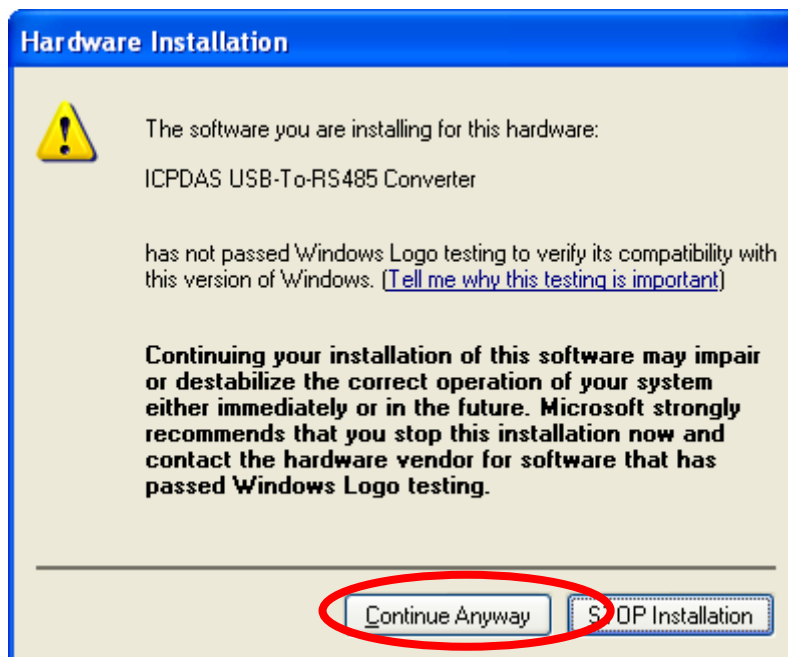 Hardware Installation
The software you are installing for this hardware:
ICPDAS USB-To-RS485 Converter
has not passed Windows Logo testing to verify its compatibility with
this version of Windows. (Tell me why this testing is important)
Continuing your installation of this software may impair
or destabilize the correct operation of your system
either immediately or in the future. Microsoft strongly
recommends that you stop this installation now and
contact the hardware vendor for software that has
passed Windows Logo testing.
Continue Anyway STOP Installation